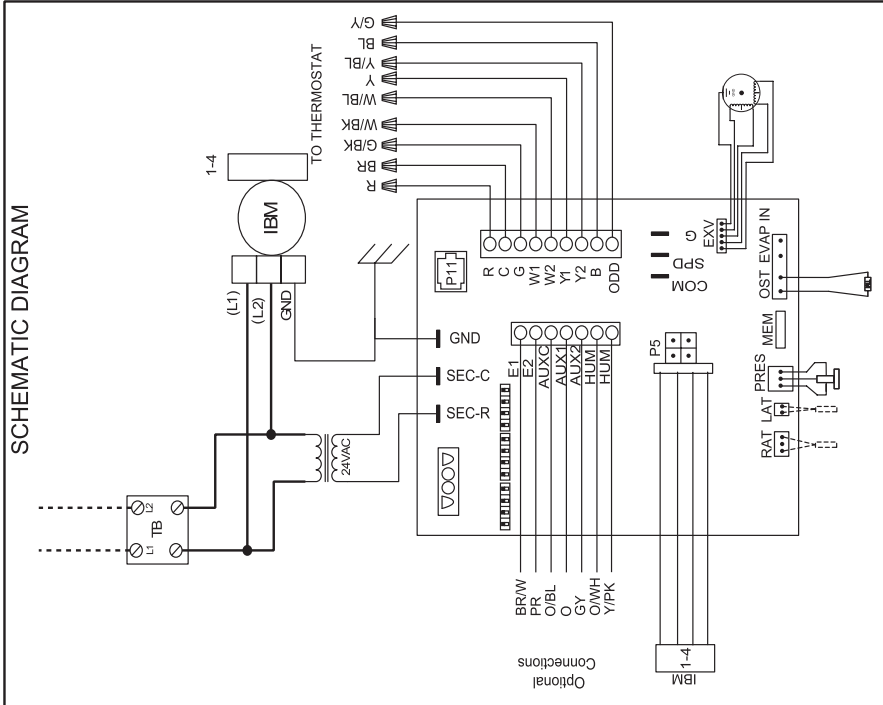 SCHEMATIC DIAGRAM
TB
L1
L2
24VAC
(L1)
(L2)
GND
IBM
1-4
TO THERMOSTAT
G/Y
BL
Y/BL
Y
W/BL
W/BK
G/BK
BR
R
GND
SEC-C
SEC-R
P11
R
C
G
W1
W2
Y1
Y2
B
ODD
E1
E2
AUXC
AUX1
AUX2
HUM
HUM
BR/W
PR
O/BL
O
GY
O/WH
Y/PK
Optional
Connections
IBM
1-4
P5
COM
SPD
G
EXV
EVAP IN
OST
MEM
PRES
LAT
RAT